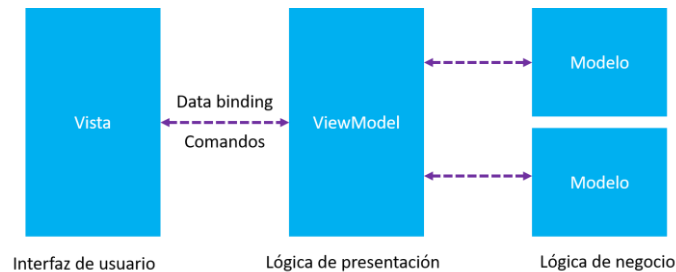 Vista
Data binding
Comandos
ViewModel
Modelo
Modelo
Interfaz de usuario
Lógica de presentación
Lógica de negocio